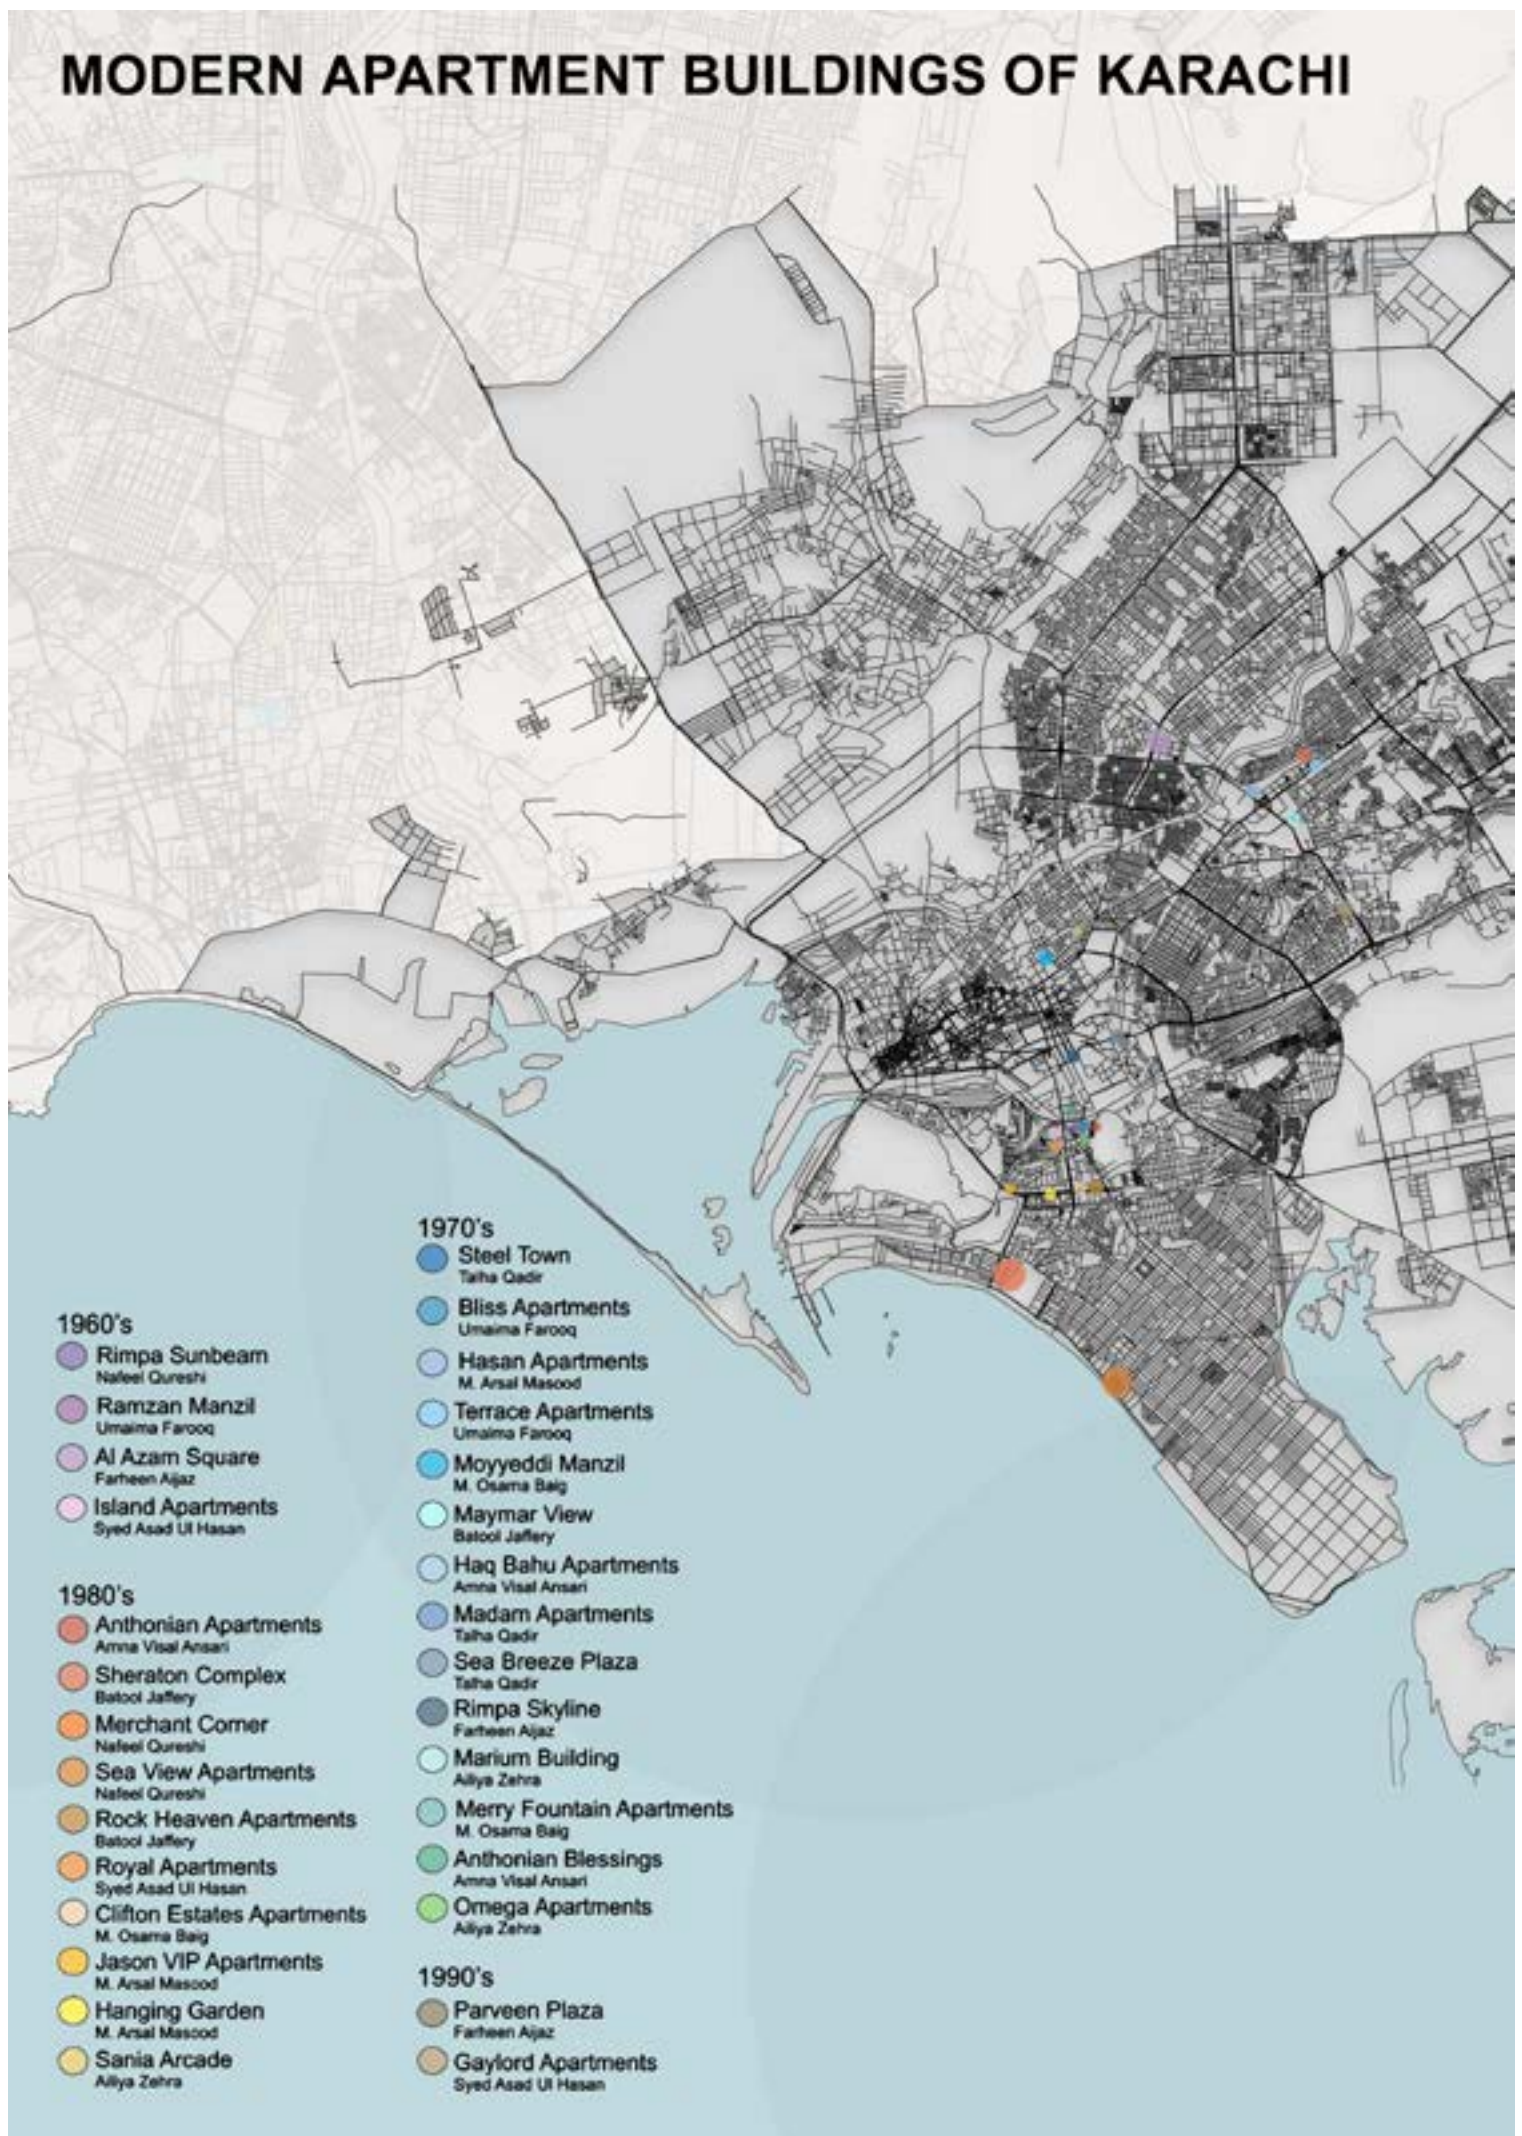 MODERN APARTMENT BUILDINGS OF KARACHI
1960's
Rimpa Sunbeam
Nafeel Qureshi
Ramzan Manzil
Umaima Farooq
Al Azam Square
Farheen Aijaz
Island Apartments
Syed Asad Ul Hasan
1980's
Anthonian Apartments
Amna Visal Ansari
Sheraton Complex
Batool Jaffery
Merchant Corner
Nafeel Qureshi
Sea View Apartments
Nafeel Qureshi
Rock Heaven Apartments
Batool Jaffery
Royal Apartments
Syed Asad Ul Hasan
Clifton Estates Apartments
M. Osama Baig
Jason VIP Apartments
M. Arsal Masood
Hanging Garden
M. Arsal Masood
Sania Arcade
Ailiya Zehra
1970's
Steel Town
Talha Qadir
Bliss Apartments
Umaima Farooq
Hasan Apartments
M. Arsal Masood
Terrace Apartments
Umaima Farooq
Moyyeddi Manzil
M. Osama Baig
Maymar View
Batool Jaffery
Haq Bahu Apartments
Amna Visal Ansari
Madam Apartments
Talha Qadir
Sea Breeze Plaza
Talha Qadir
Rimpa Skyline
Farheen Aijaz
Marium Building
Ailiya Zehra
Merry Fountain Apartments
M. Osama Baig
Anthonian Blessings
Amna Visal Ansari
Omega Apartments
Ailiya Zehra
1990's
Parveen Plaza
Farheen Aijaz
Gaylord Apartments
Syed Asad Ul Hasan